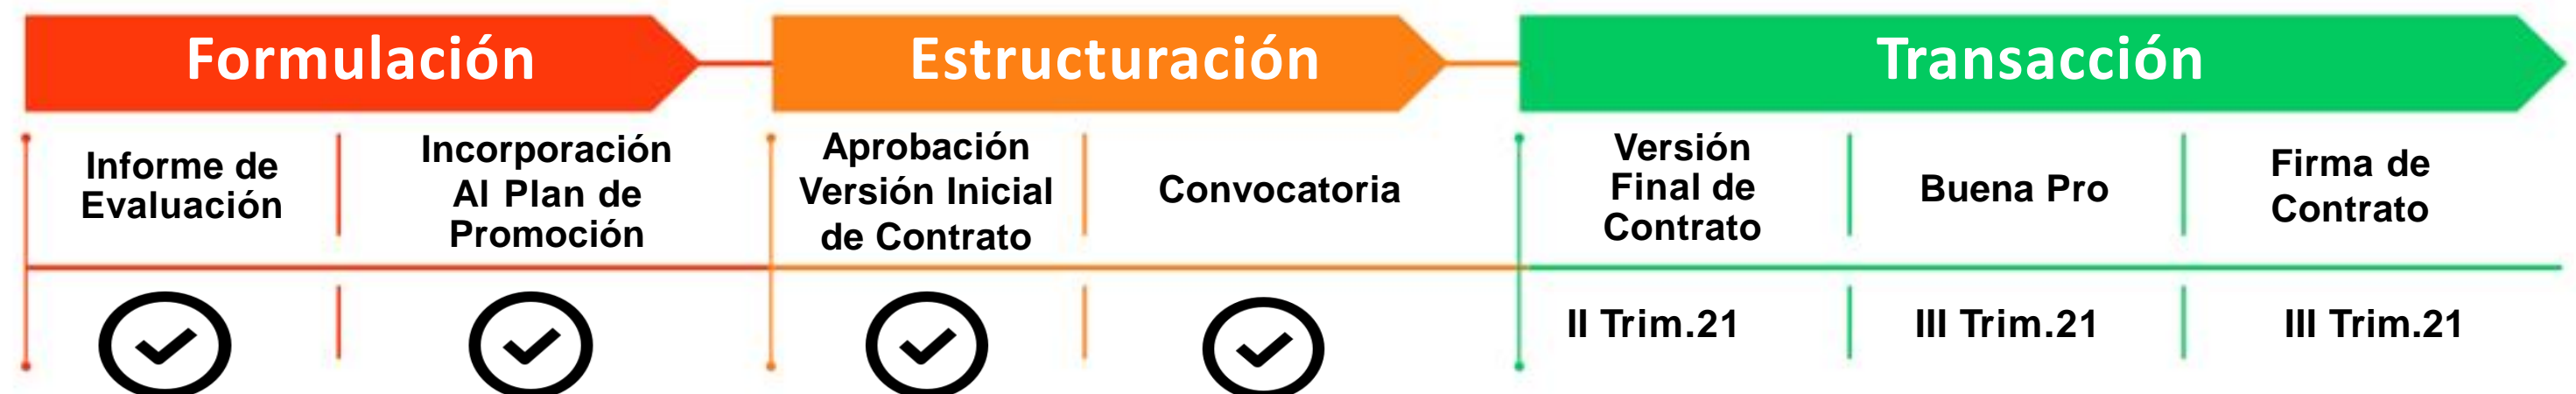 Formulación
Estructuración
Transacción
Informe de
Evaluación
Incorporación
Al Plan de
Promoción
Aprobación
Versión Inicial
de Contrato
Convocatoria
Versión
Final de
Contrato
Buena Pro
Firma de
Contrato
II Trim.21
III Trim.21
III Trim.21